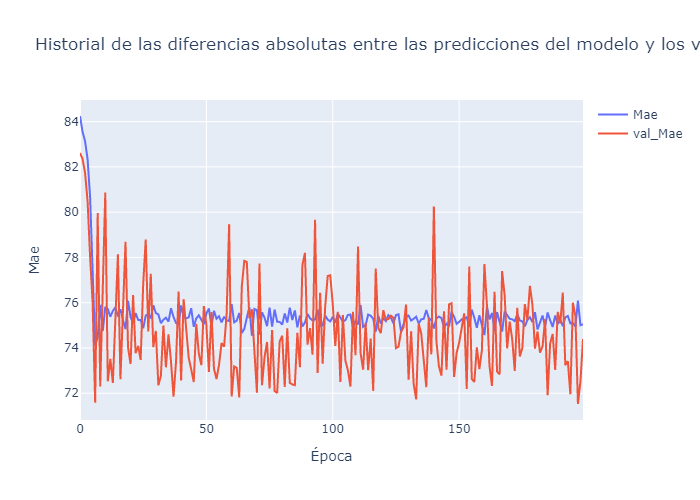 Historial de las diferencias absolutas entre las predicciones del modelo y los v
84
82
80
78
76
74
72
0
50
100
150
Mae
Época
Mae
val_Mae